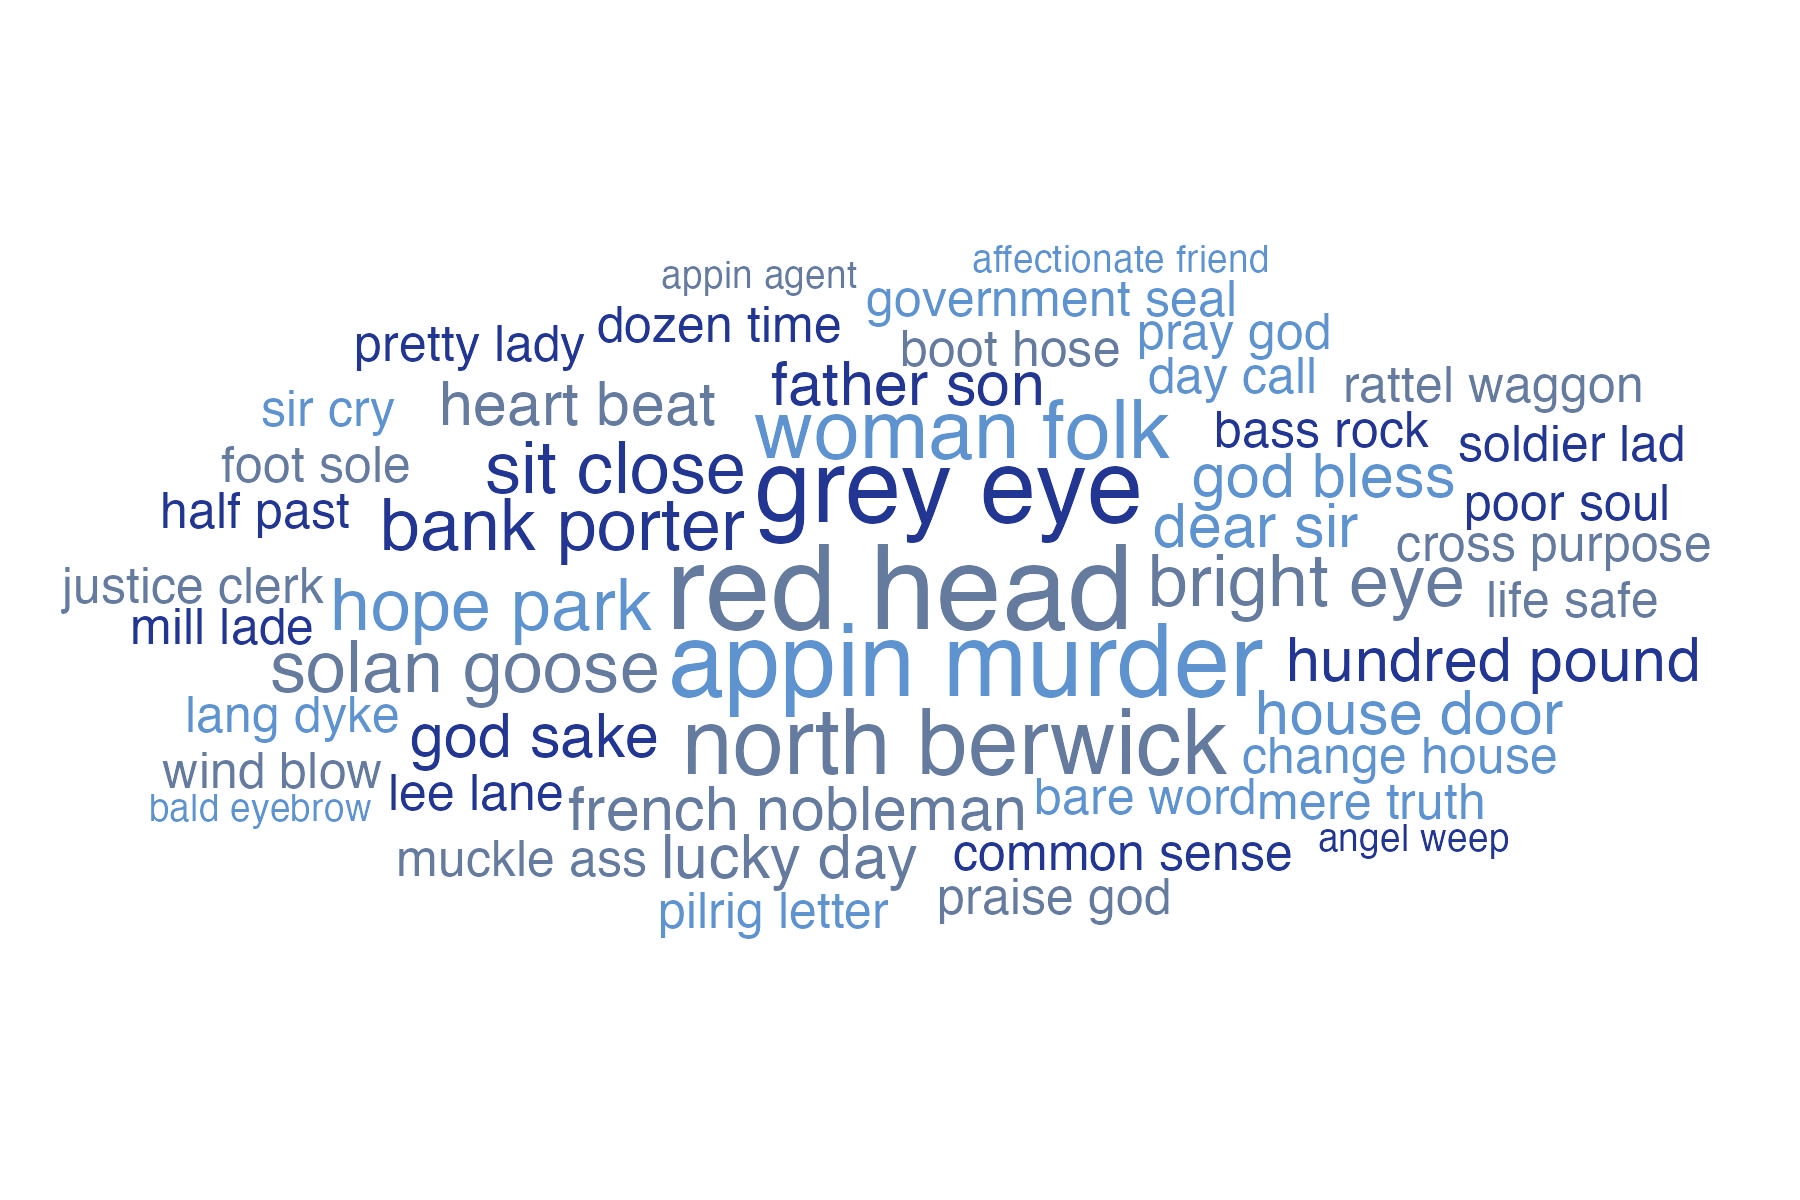 affectionate friend
appin agent
government seal
dozen time
pray god
pretty lady
boot hose
day call
father son
rattel waggon
heart beat
sir cry
woman folk
bass rock
soldier lad
foot sole
sit close
grey eye
god bless
poor soul
half past
bank porter
dear sir
cross purpose
justice clerk
hope park
red head
bright eye
life safe
mill lade
solan goose
appin murder
hundred pound
lang dyke
god sake
north berwick
house door
change house
wind blow
lee lane
bald eyebrow
french nobleman
bare word
mere truth
angel weep
muckle ass
lucky day
common sense
praise god
pilrig letter